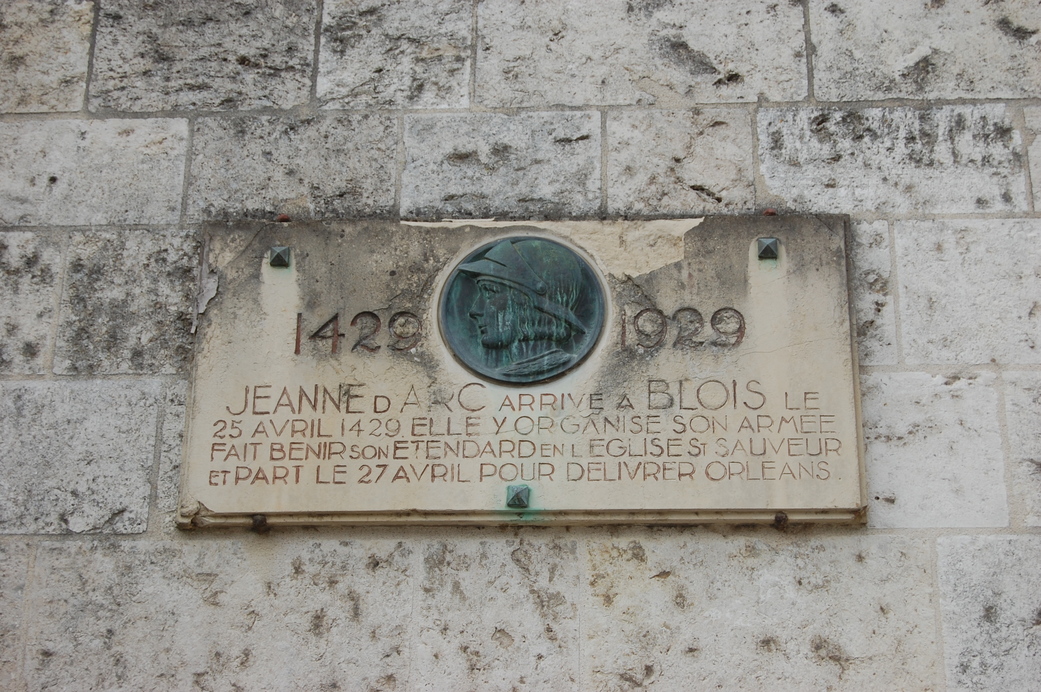 1429 1929
JEANNE D ARC ARRIVE A BLOIS LE
25 AVRIL 1429. ELLE Y ORGANISE SON ARMÉE
FAIT BENIR SON ETENDARD EN L'EGLISE ST SAUVEUR
ET PART LE 27 AVRIL POUR DELIVRER ORLEANS.